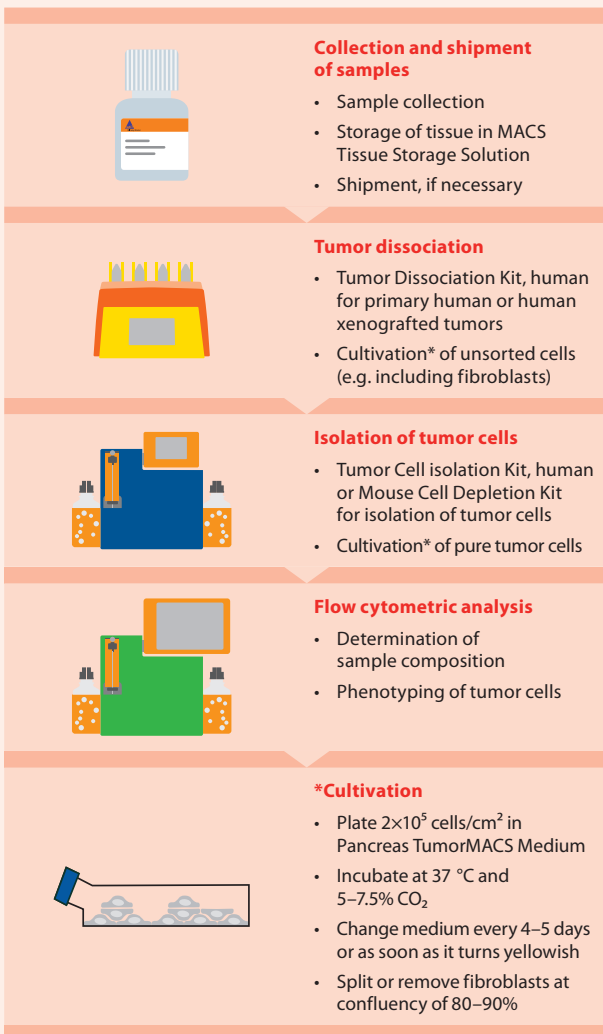 Collection and shipment
of samples
• Sample collection
• Storage of tissue in MACS
Tissue Storage Solution
• Shipment, if necessary
Tumor dissociation
• Tumor Dissociation Kit, human
for primary human or human
xenografted tumors
• Cultivation* of unsorted cells
(e.g. including fibroblasts)
Isolation of tumor cells
• Tumor Cell isolation Kit, human
or Mouse Cell Depletion Kit
for isolation of tumor cells
• Cultivation* of pure tumor cells
Flow cytometric analysis
• Determination of
sample composition
• Phenotyping of tumor cells
*Cultivation
• Plate 2×10⁵ cells/cm² in
Pancreas TumorMACS Medium
• Incubate at 37 °C and
5–7.5% CO₂
• Change medium every 4–5 days
or as soon as it turns yellowish
• Split or remove fibroblasts at
confluency of 80–90%